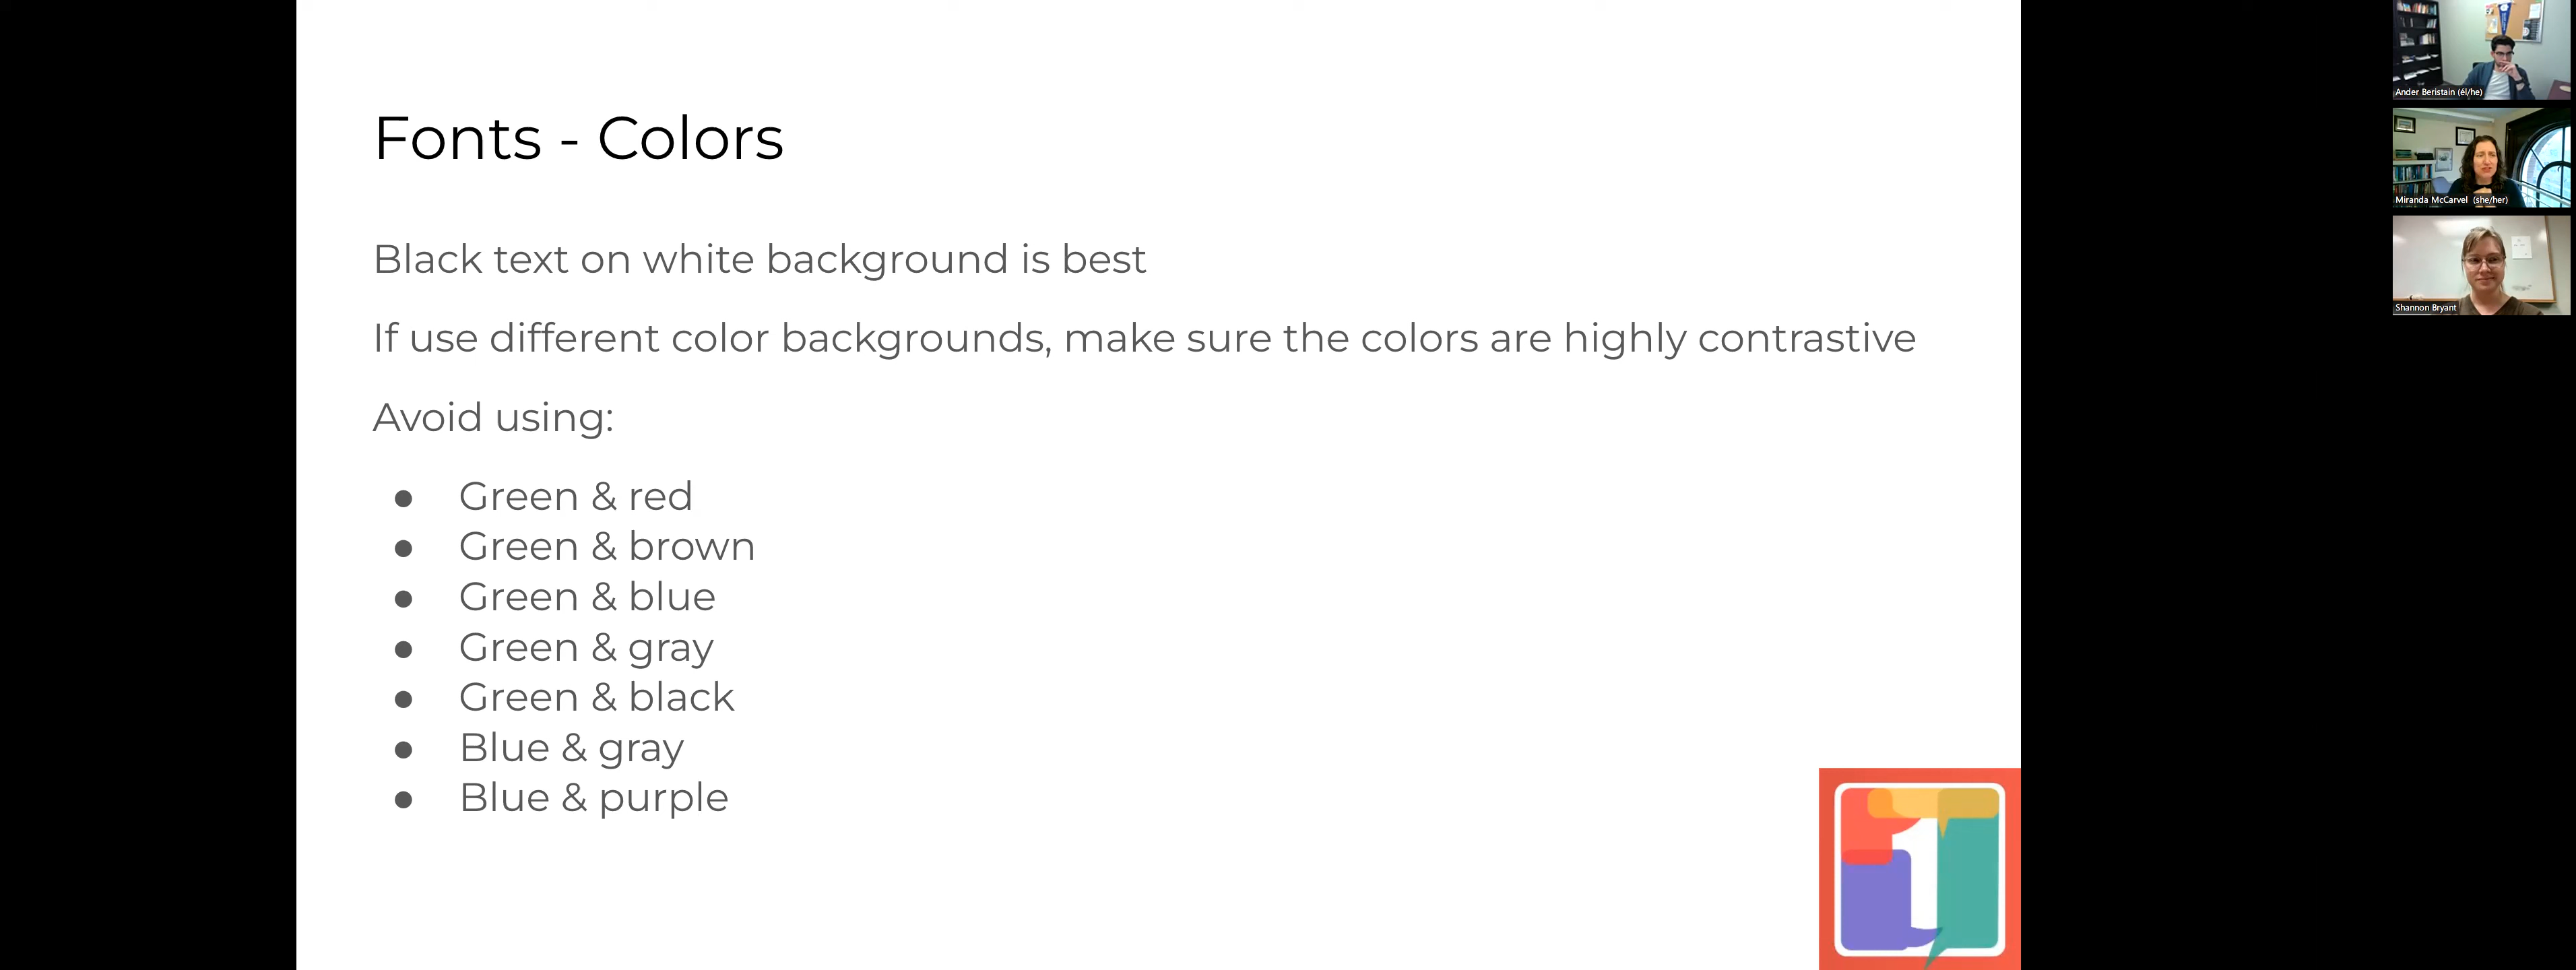 Fonts - Colors
Black text on white background is best
If use different color backgrounds, make sure the colors are highly contrastive
Avoid using:
● Green & red
● Green & brown
● Green & blue
● Green & gray
● Green & black
● Blue & gray
● Blue & purple
1
Ander Beristain (él/he)
Miranda McCarvel (she/her)
Shannon Bryant